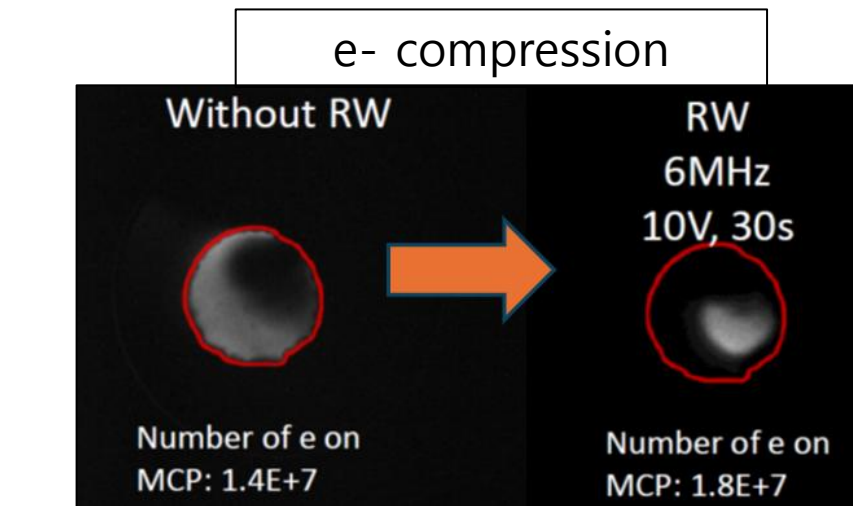 e- compression
Without RW
RW
6MHz
10V, 30s
Number of e on
MCP: 1.4E+7
Number of e on
MCP: 1.8E+7